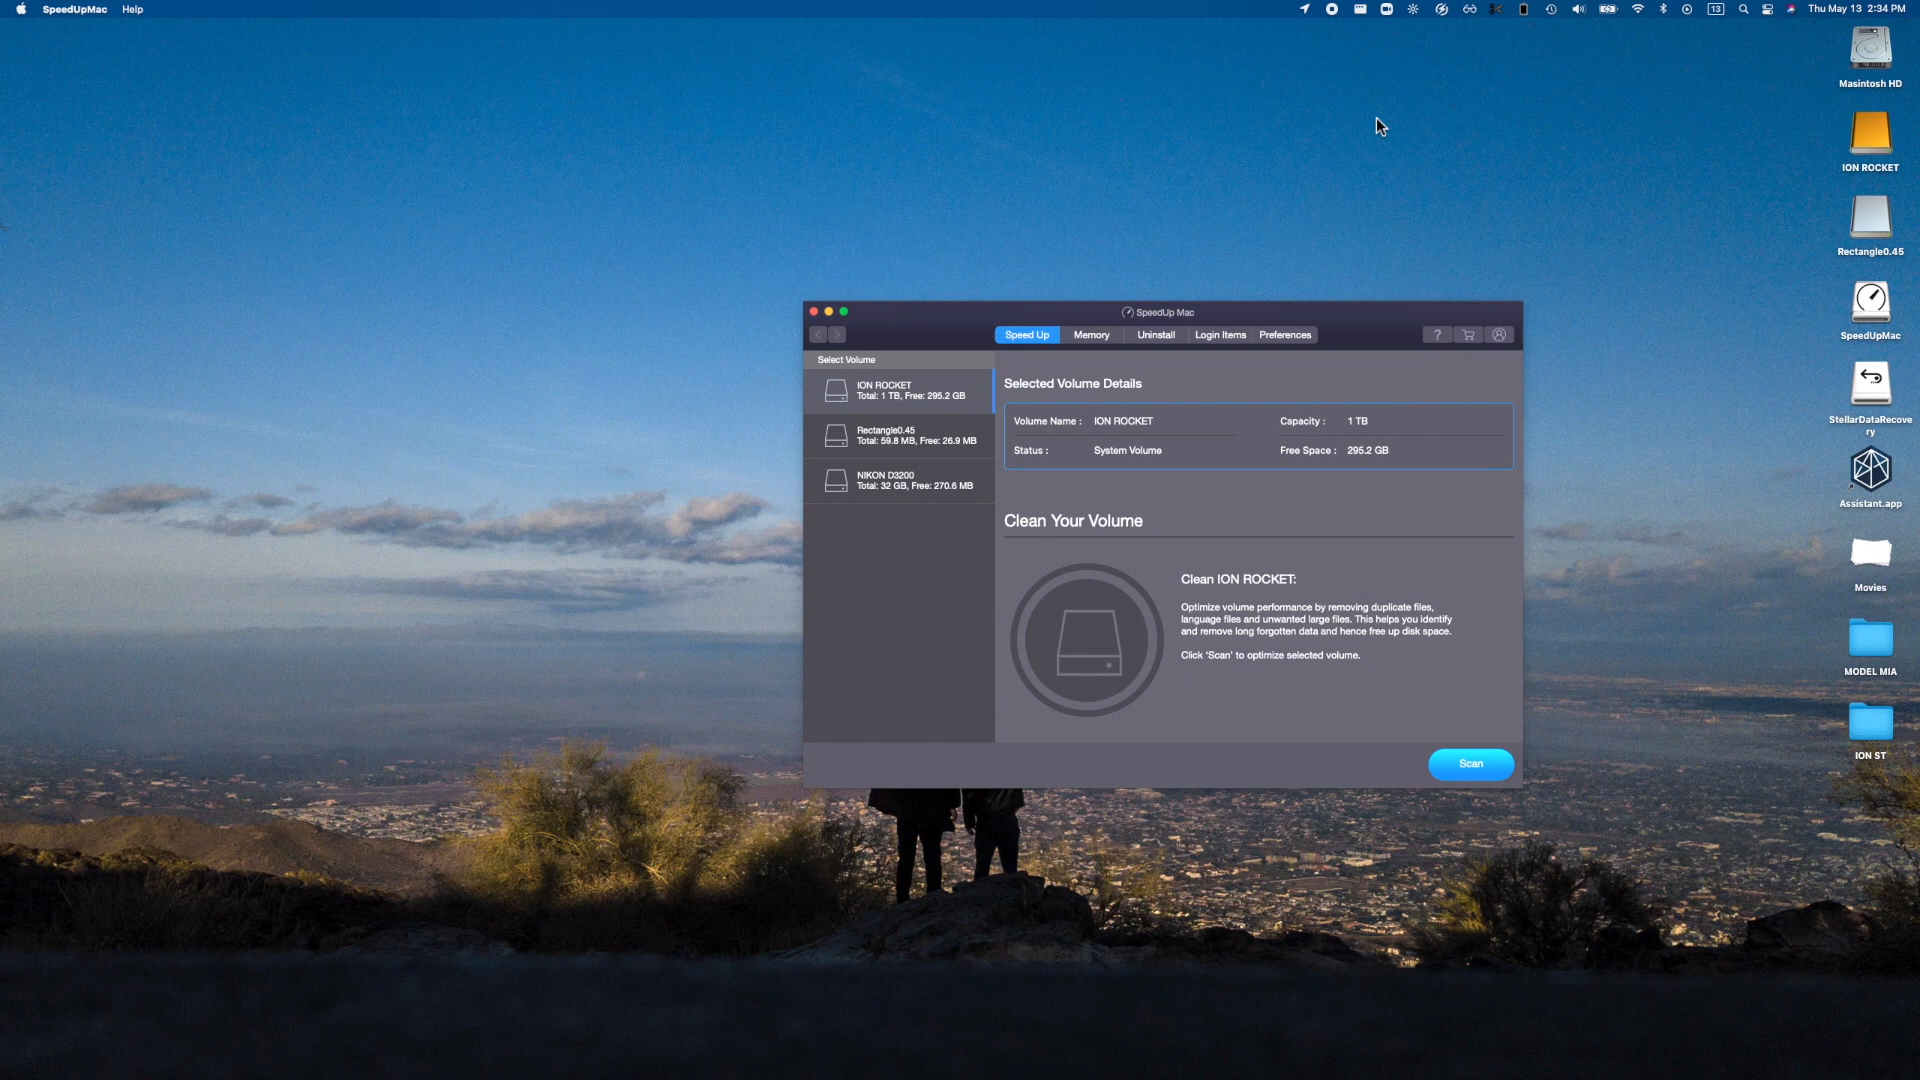 SpeedUpMac Help
13 Thu May 13 2:34 PM
Masintosh HD
ION ROCKET
Rectangle0.45
SpeedUpMac
StellarDataRecove
ry
Assistant.app
Movies
MODEL MIA
ION ST
SpeedUp Mac
Speed Up Memory Uninstall Login Items Preferences ?
Select Volume
ION ROCKET
Total: 1 TB, Free: 295.2 GB
Rectangle0.45
Total: 59.8 MB, Free: 26.9 MB
NIKON D3200
Total: 32 GB, Free: 270.6 MB
Selected Volume Details
Volume Name : ION ROCKET Capacity : 1 TB
Status : System Volume Free Space : 295.2 GB
Clean Your Volume
Clean ION ROCKET:
Optimize volume performance by removing duplicate files,
language files and unwanted large files. This helps you identify
and remove long forgotten data and hence free up disk space.
Click 'Scan' to optimize selected volume.
Scan